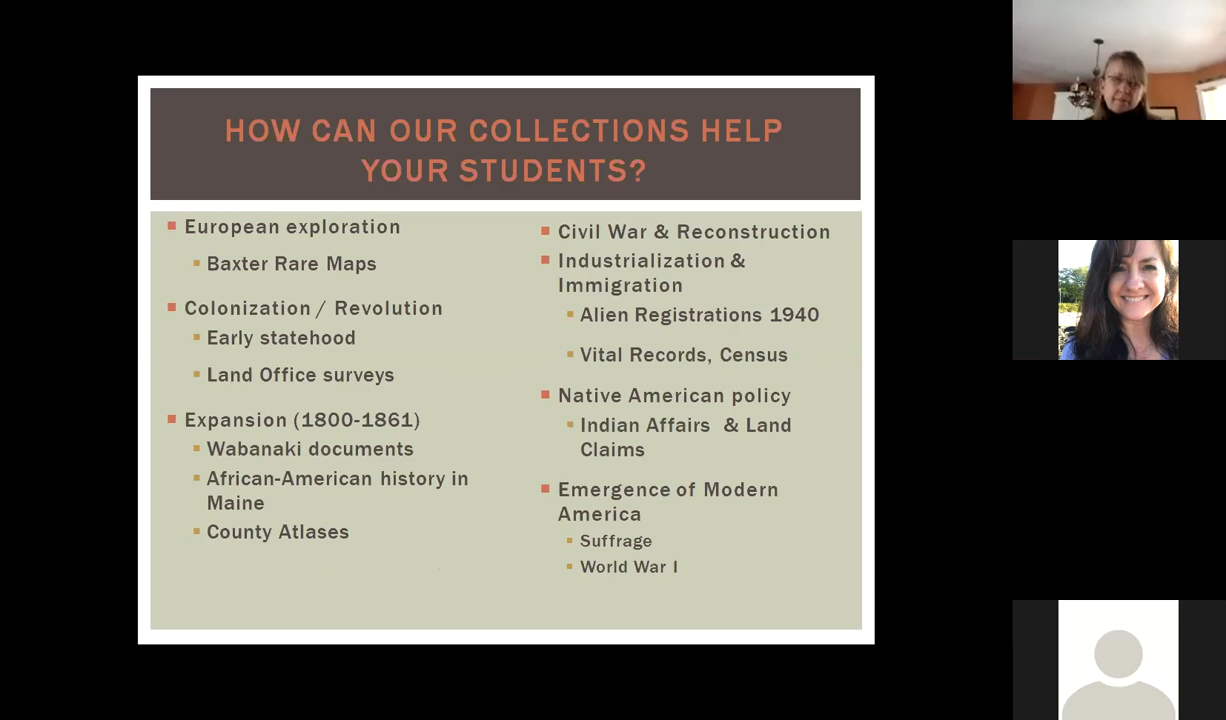 HOW CAN OUR COLLECTIONS HELP
YOUR STUDENTS?
European exploration
Baxter Rare Maps
Colonization / Revolution
Early statehood
Land Office surveys
Expansion (1800-1861)
Wabanaki documents
African-American history in
Maine
County Atlases
Civil War & Reconstruction
Industrialization &
Immigration
Alien Registrations 1940
Vital Records, Census
Native American policy
Indian Affairs & Land
Claims
Emergence of Modern
America
Suffrage
World War I